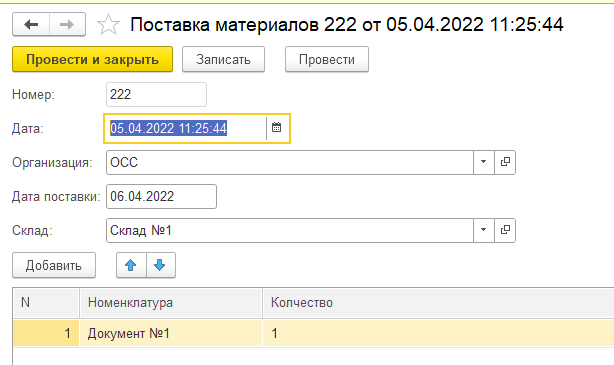 Поставка материалов 222 от 05.04.2022 11:25:44
Провести и закрыть Записать Провести
Номер: 222
Дата: 05.04.2022 11:25:44
Организация: ОСС
Дата поставки: 06.04.2022
Склад: Склад №1
Добавить
N Номенклатура Колчество
1 Документ №1 1